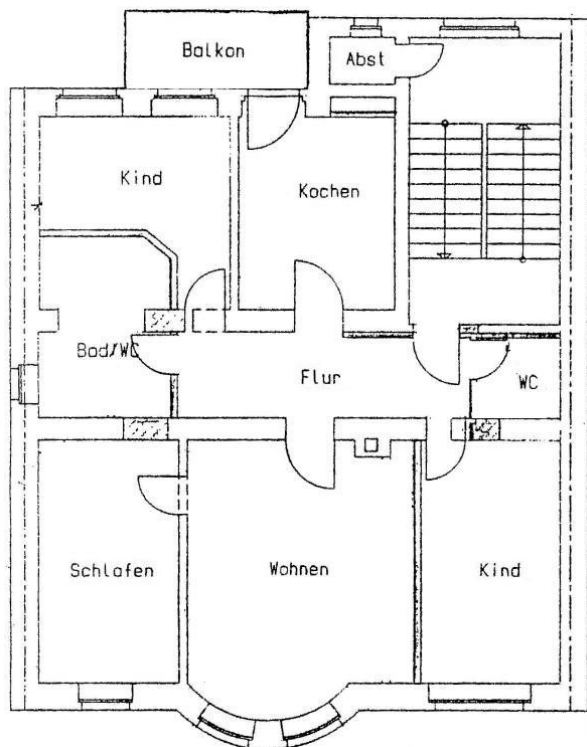 Balkon
Abst
Kind
Kochen
Bad/WC
Flur
WC
Schlafen
Wohnen
Kind